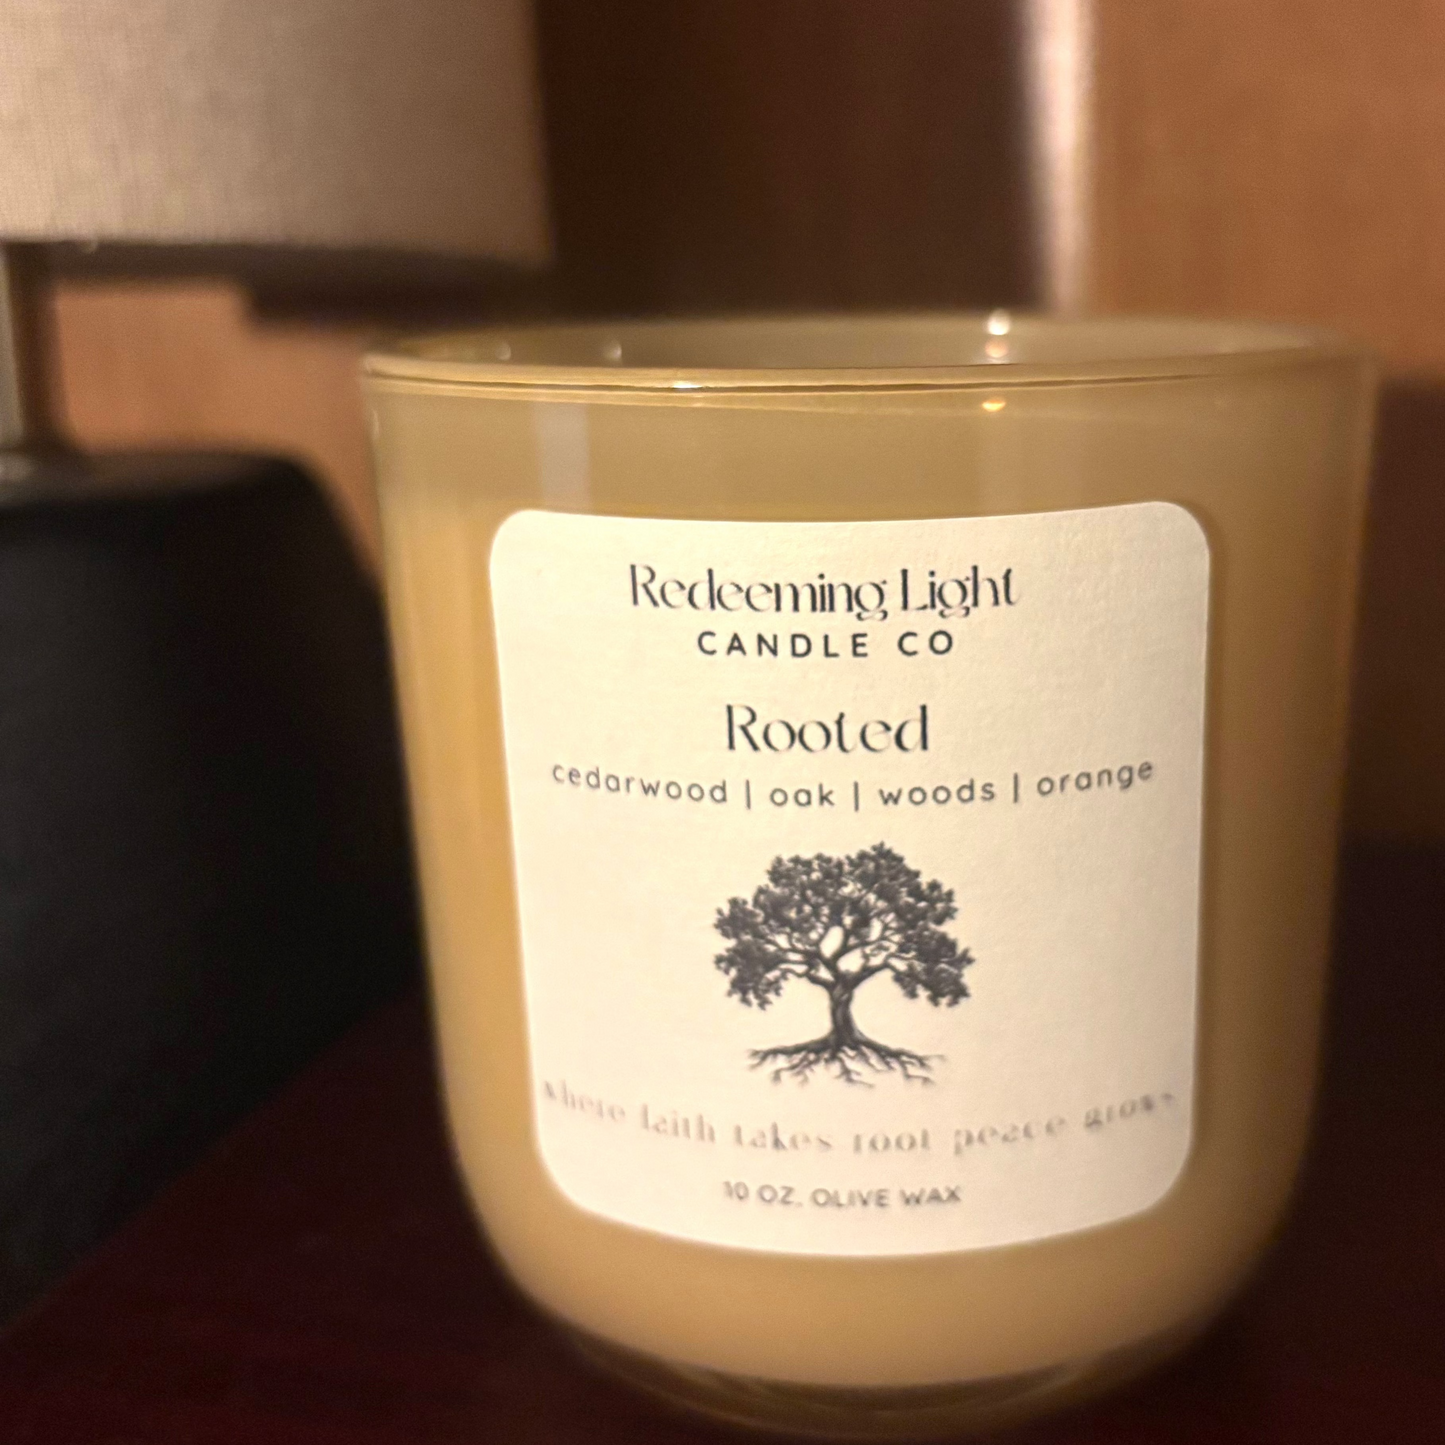 Redeeming Light
CANDLE CO
Rooted
cedarwood | oak | woods | orange
where faith takes root peace grows
10 OZ. OLIVE WAX